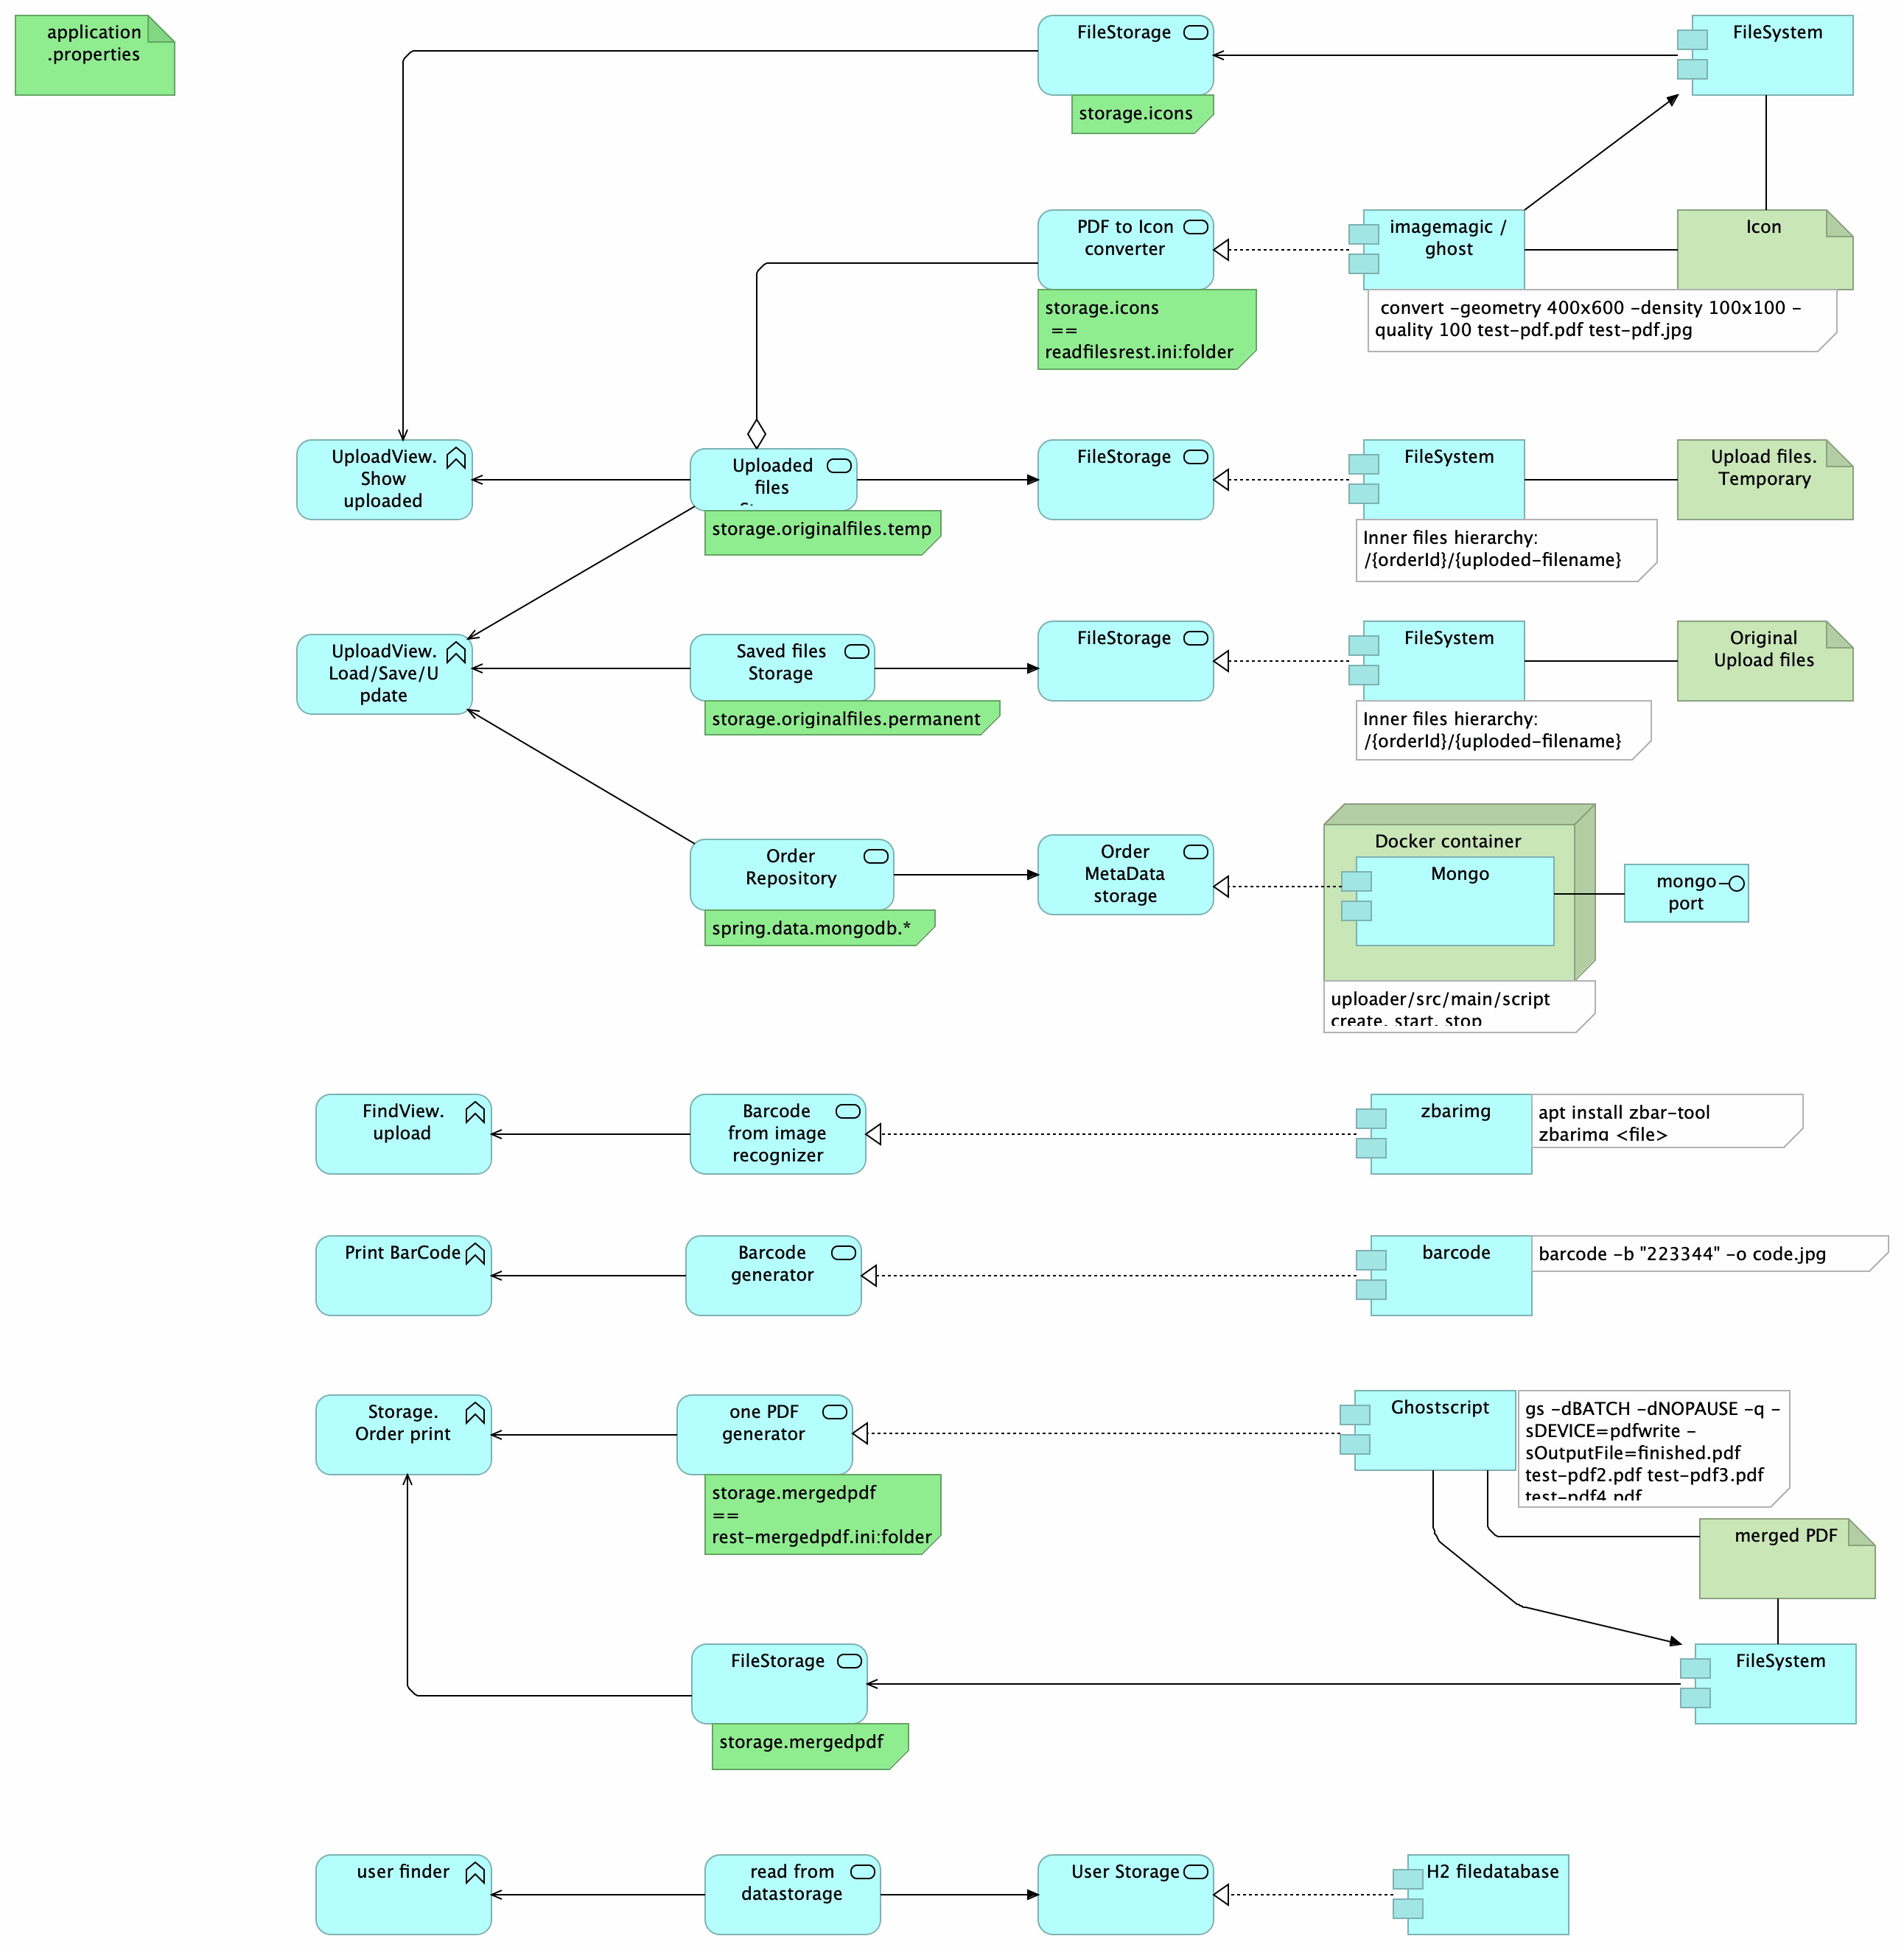 application
.properties
FileStorage
storage.icons
FileSystem
PDF to Icon
converter
storage.icons
==
readfilesrest.ini:folder
imagemagic /
ghost
convert -geometry 400x600 -density 100x100 -
quality 100 test-pdf.pdf test-pdf.jpg
Icon
UploadView.
Show
uploaded
Uploaded
files
storage.originalfiles.temp
FileStorage
FileSystem
Inner files hierarchy:
/{orderId}/{uploded-filename}
Upload files.
Temporary
UploadView.
Load/Save/U
pdate
Saved files
Storage
storage.originalfiles.permanent
FileStorage
FileSystem
Inner files hierarchy:
/{orderId}/{uploded-filename}
Original
Upload files
Order
Repository
spring.data.mongodb.*
Order
MetaData
storage
Docker container
Mongo
mongo
port
uploader/src/main/script
create, start, stop
FindView.
upload
Barcode
from image
recognizer
zbarimg
apt install zbar-tool
zbarimg <file>
Print BarCode
Barcode
generator
barcode
barcode -b "223344" -o code.jpg
Storage.
Order print
one PDF
generator
storage.mergedpdf
==
rest-mergedpdf.ini:folder
Ghostscript
gs -dBATCH -dNOPAUSE -q -
sDEVICE=pdfwrite -
sOutputFile=finished.pdf
test-pdf2.pdf test-pdf3.pdf
test-pdf4.pdf
merged PDF
FileStorage
storage.mergedpdf
FileSystem
user finder
read from
datastorage
User Storage
H2 filedatabase